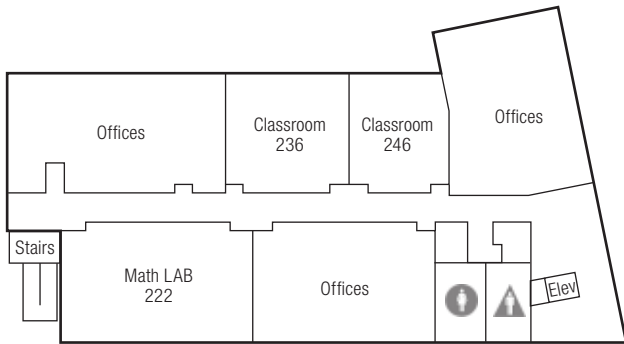 Offices
Offices
Classroom
236
Classroom
246
Stairs
Math LAB
222
Offices
Elev